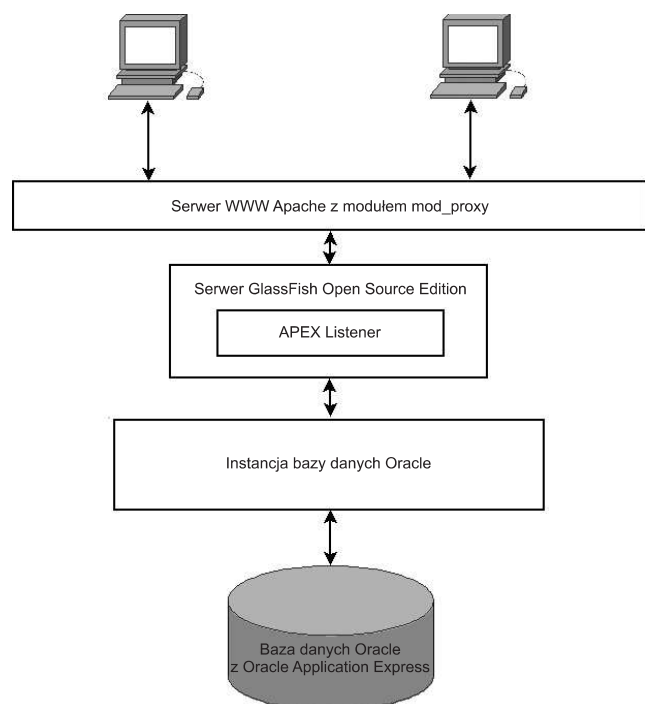 Serwer WWW Apache z modułem mod_proxy
Serwer GlassFish Open Source Edition
APEX Listener
Instancja bazy danych Oracle
Baza danych Oracle
z Oracle Application Express